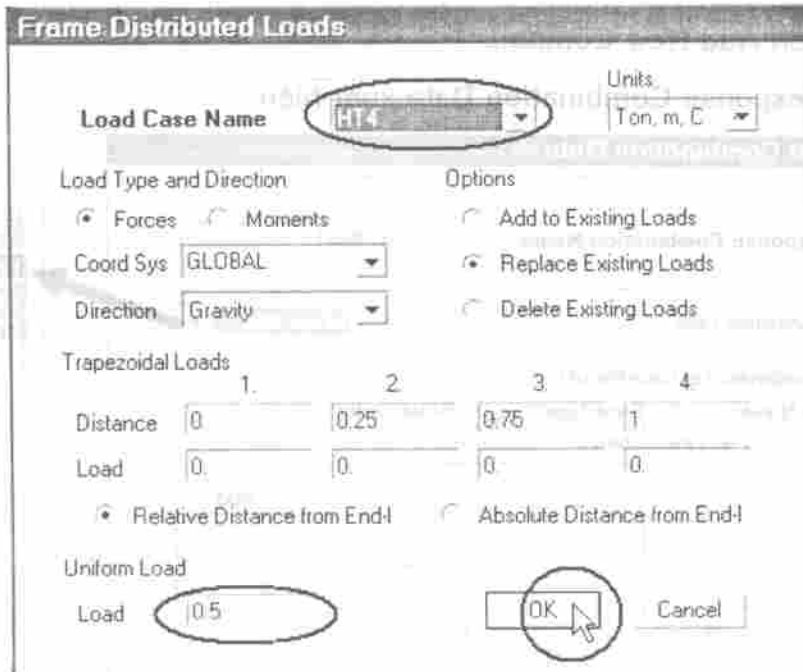 Frame Distributed Loads
Units
Load Case Name HT4 Ton, m, C
Load Type and Direction Options
Forces Moments Add to Existing Loads
Coord Sys GLOBAL Replace Existing Loads
Direction Gravity Delete Existing Loads
Trapezoidal Loads
1. 2. 3. 4.
Distance 0. 0.25 0.75 1
Load 0. 0. 0. 0.
Relative Distance from End-I Absolute Distance from End-I
Uniform Load
Load 0.5 OK Cancel